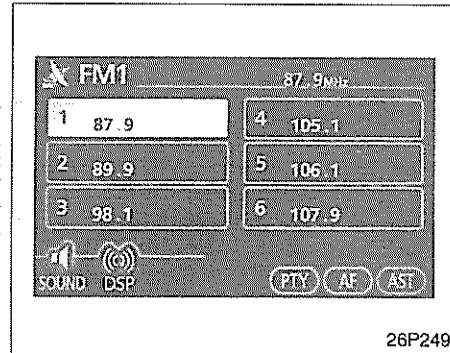 FM1 87.9MHz
1 87.9
2 89.9
3 98.1
4 105.1
5 106.1
6 107.9
SOUND DSP
PTY AF AST
26P249